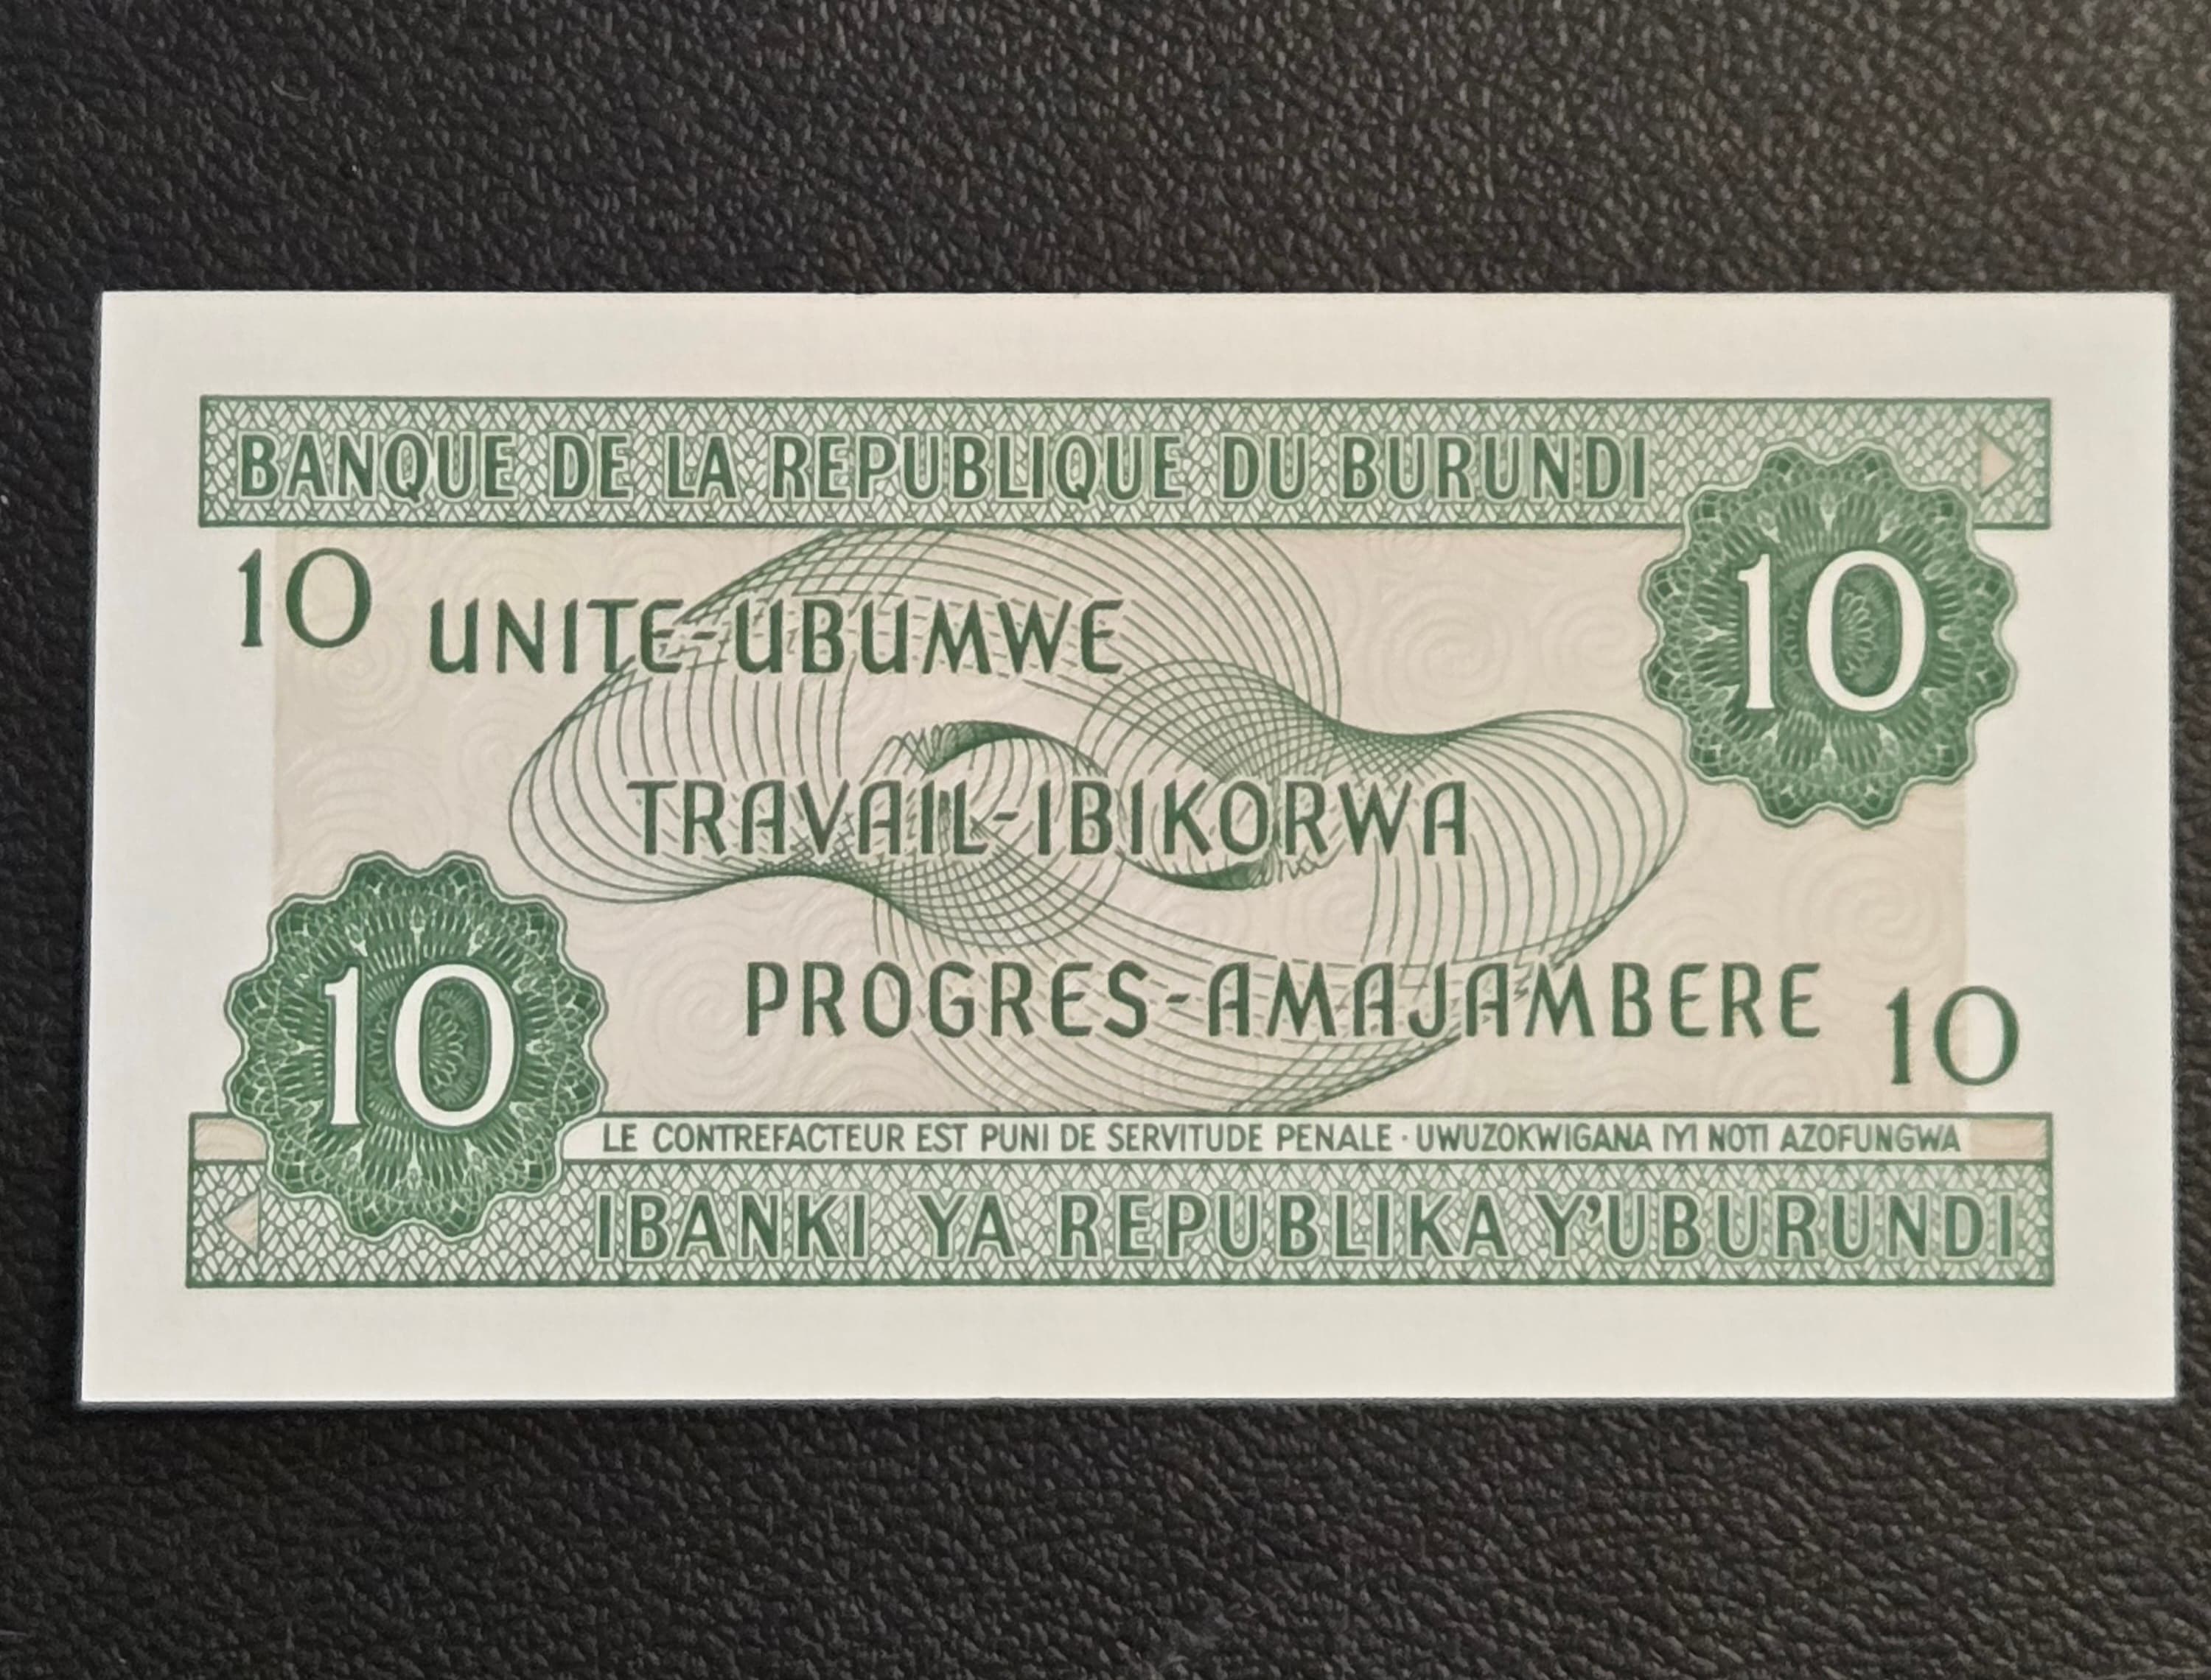 BANQUE DE LA REPUBLIQUE DU BURUNDI
10
10
UNITE-UBUMWE
TRAVAIL-IBIKORWA
PROGRES-AMAJAMBERE
10
10
LE CONTREFACTEUR EST PUNI DE SERVITUDE PENALE · UWUZOKWIGANA IYI NOTI AZOFUNGWA
IBANKI YA REPUBLIKA Y'UBURUNDI